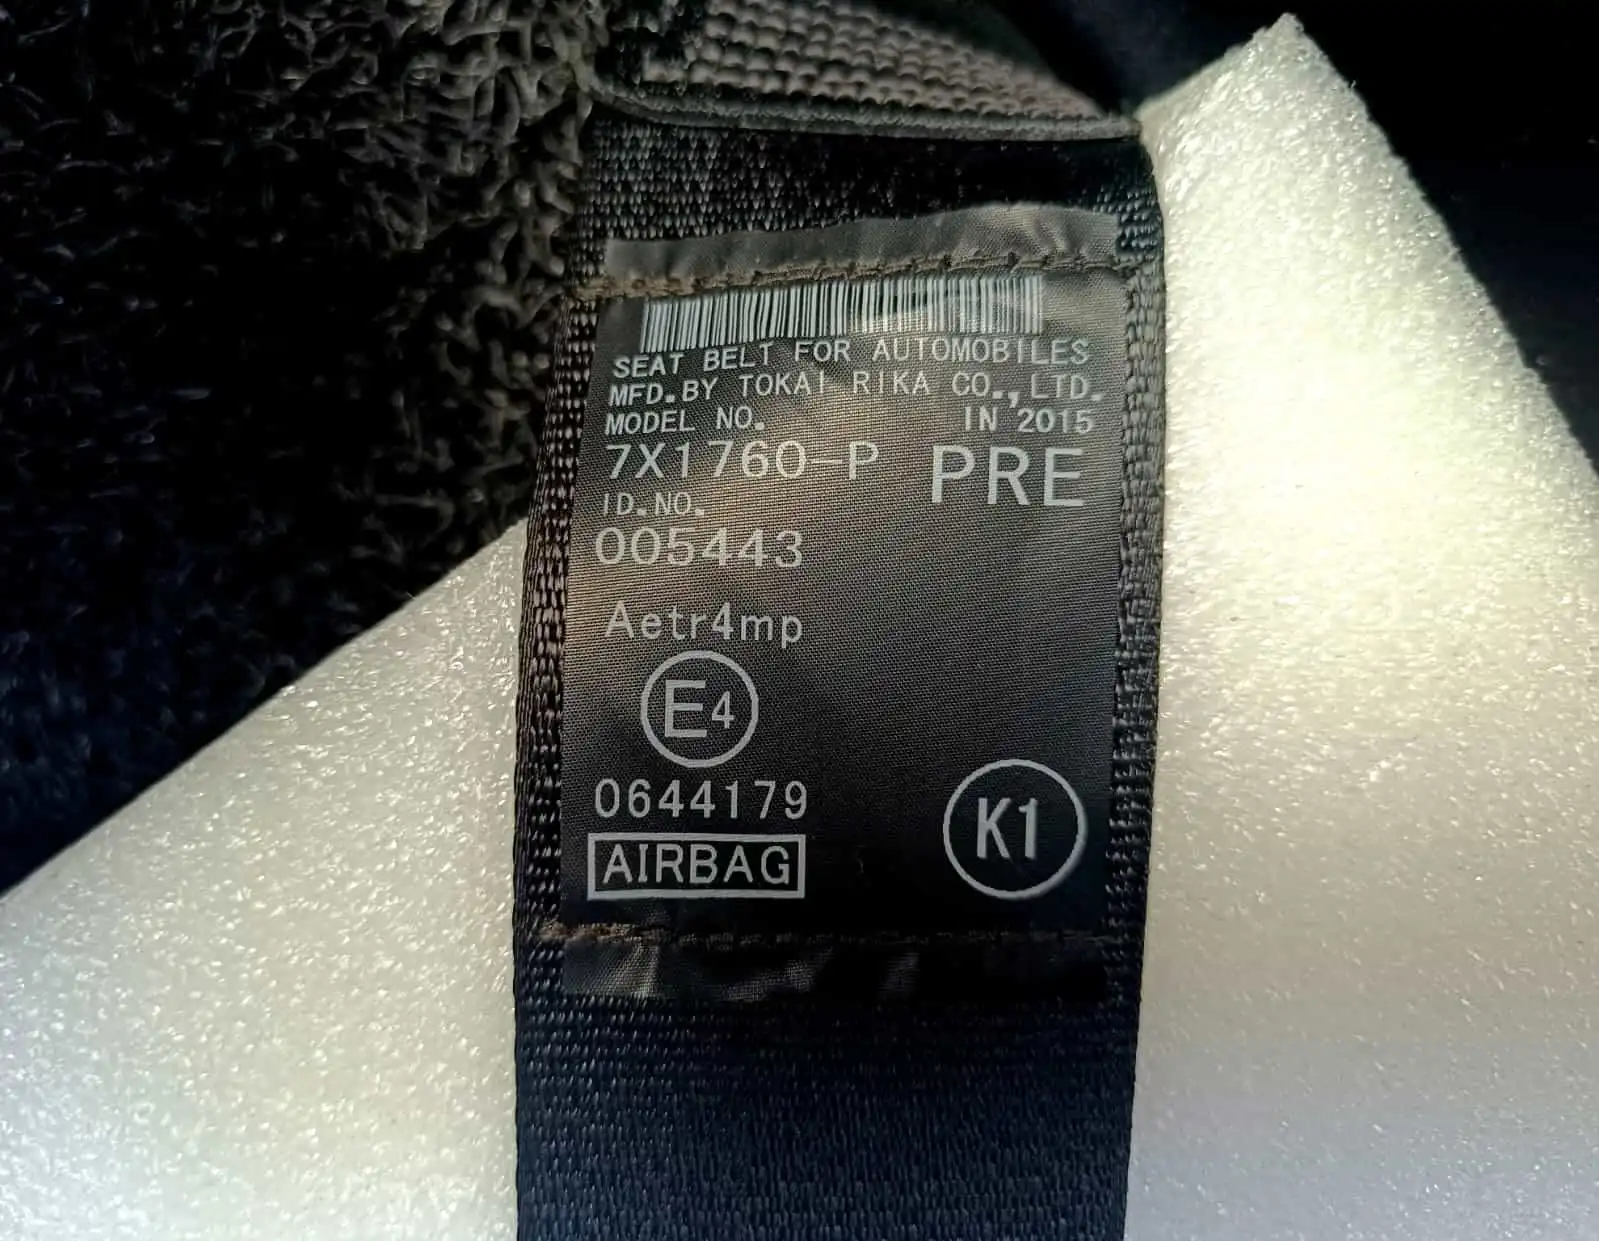 SEAT BELT FOR AUTOMOBILES
MFD.BY TOKAI RIKA CO.,LTD.
MODEL NO. IN 2015
7X1760-P PRE
ID.NO.
005443
Aetr4mp
E4
0644179
K1
AIRBAG